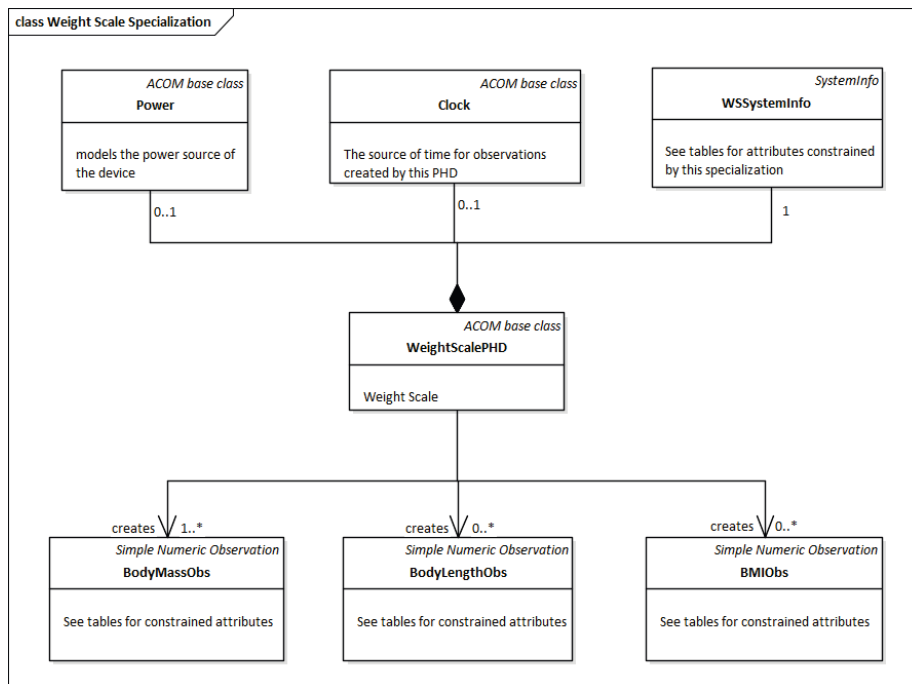 class Weight Scale Specialization
ACOM base class
Power
models the power source of
the device
0..1
ACOM base class
Clock
The source of time for observations
created by this PHD
0..1
SystemInfo
WSSystemInfo
See tables for attributes constrained
by this specialization
1
ACOM base class
WeightScalePHD
Weight Scale
creates 1..*
Simple Numeric Observation
BodyMassObs
See tables for constrained attributes
creates 0..*
Simple Numeric Observation
BodyLengthObs
See tables for constrained attributes
creates 0..*
Simple Numeric Observation
BMIObs
See tables for constrained attributes